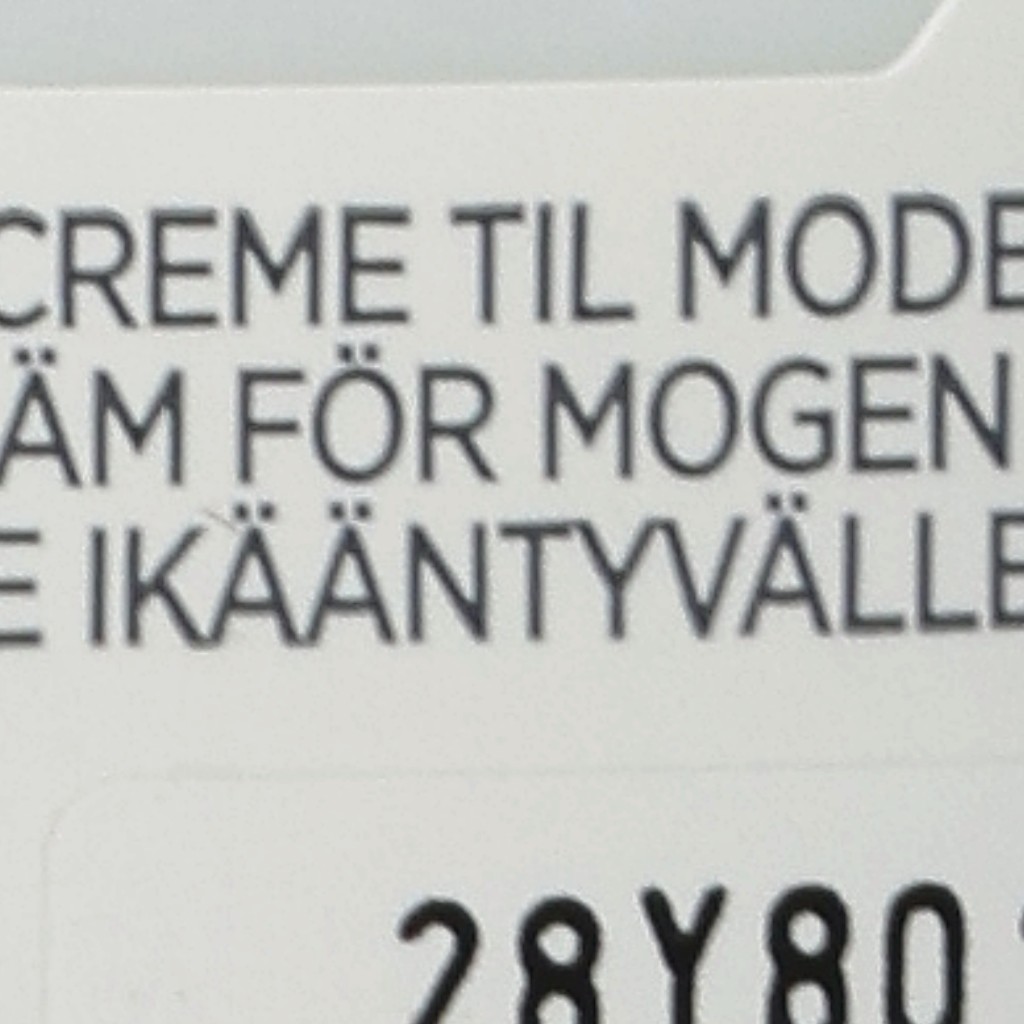 CREME TIL MODE
ÄM FÖR MOGEN
E IKÄÄNTYVÄLLE
28Y80